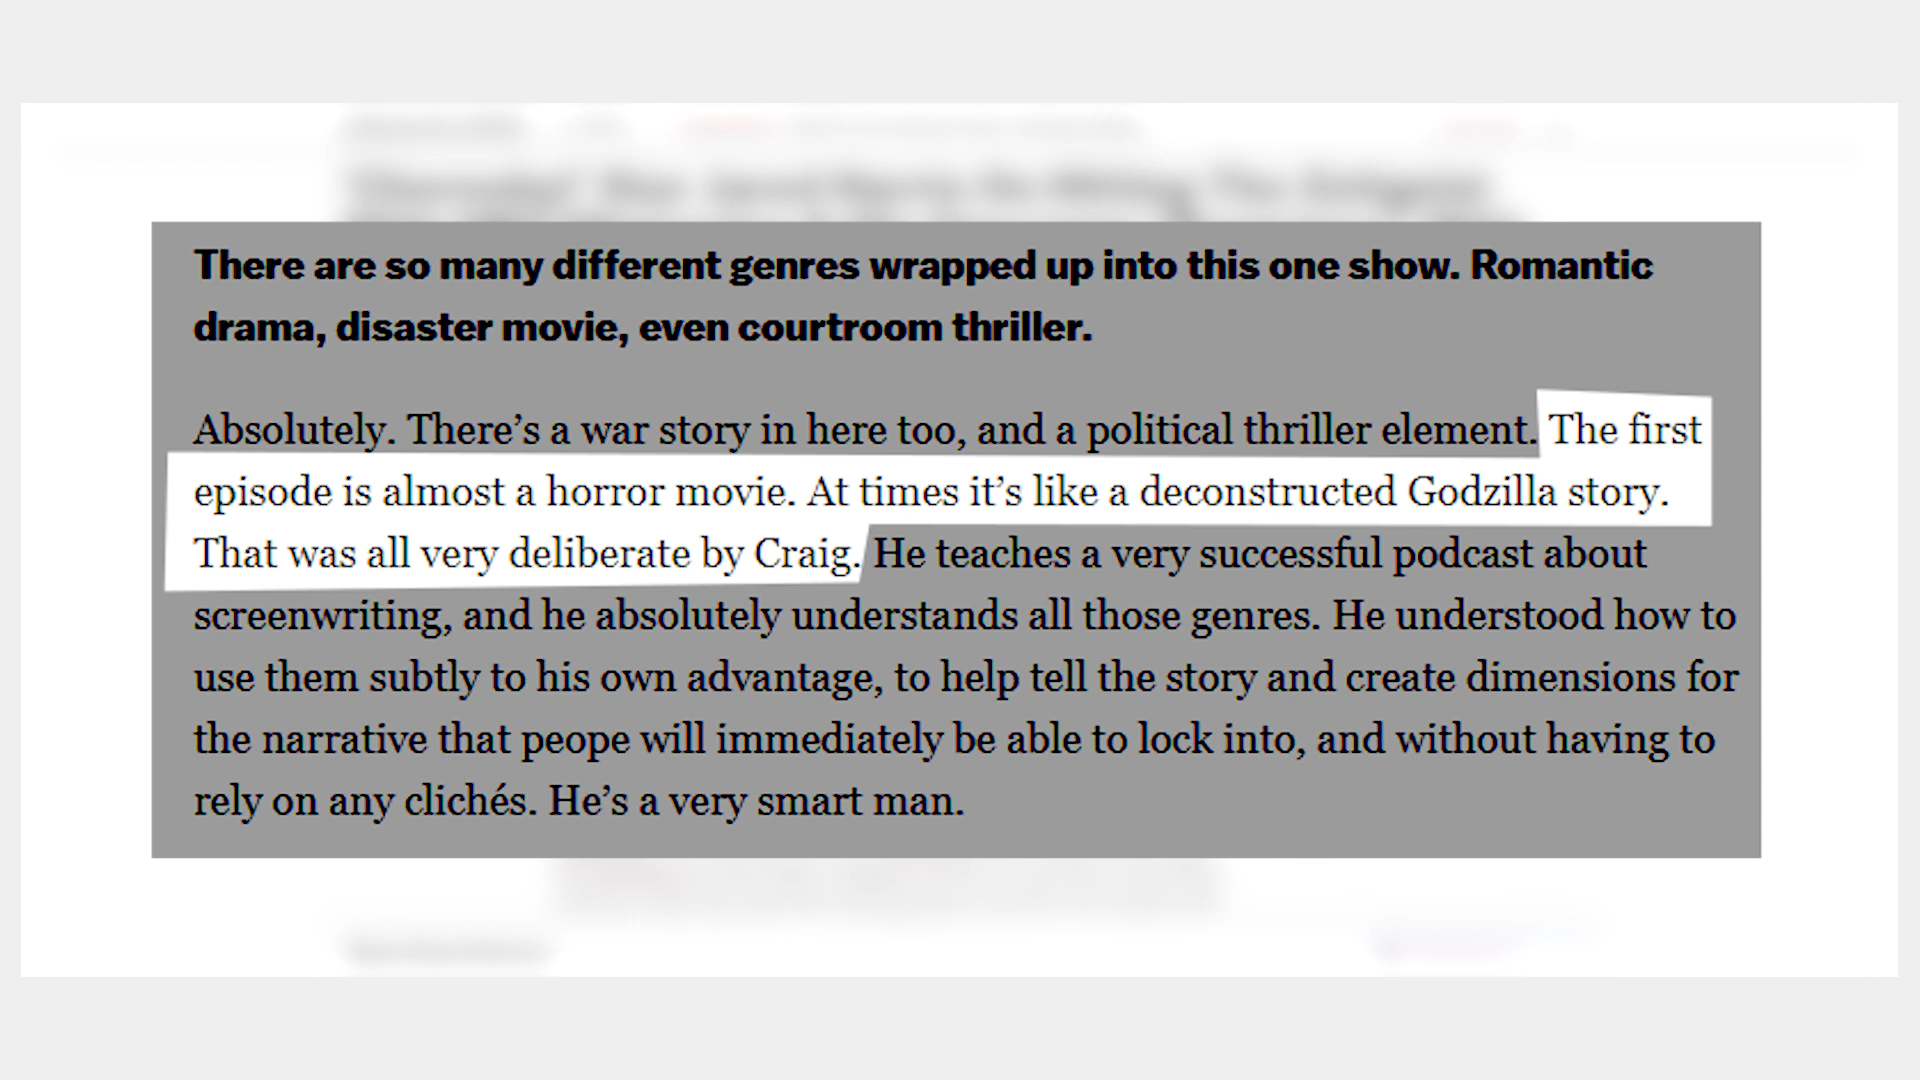 There are so many different genres wrapped up into this one show. Romantic
drama, disaster movie, even courtroom thriller.
Absolutely. There’s a war story in here too, and a political thriller element. The first
episode is almost a horror movie. At times it’s like a deconstructed Godzilla story.
That was all very deliberate by Craig. He teaches a very successful podcast about
screenwriting, and he absolutely understands all those genres. He understood how to
use them subtly to his own advantage, to help tell the story and create dimensions for
the narrative that peope will immediately be able to lock into, and without having to
rely on any clichés. He’s a very smart man.